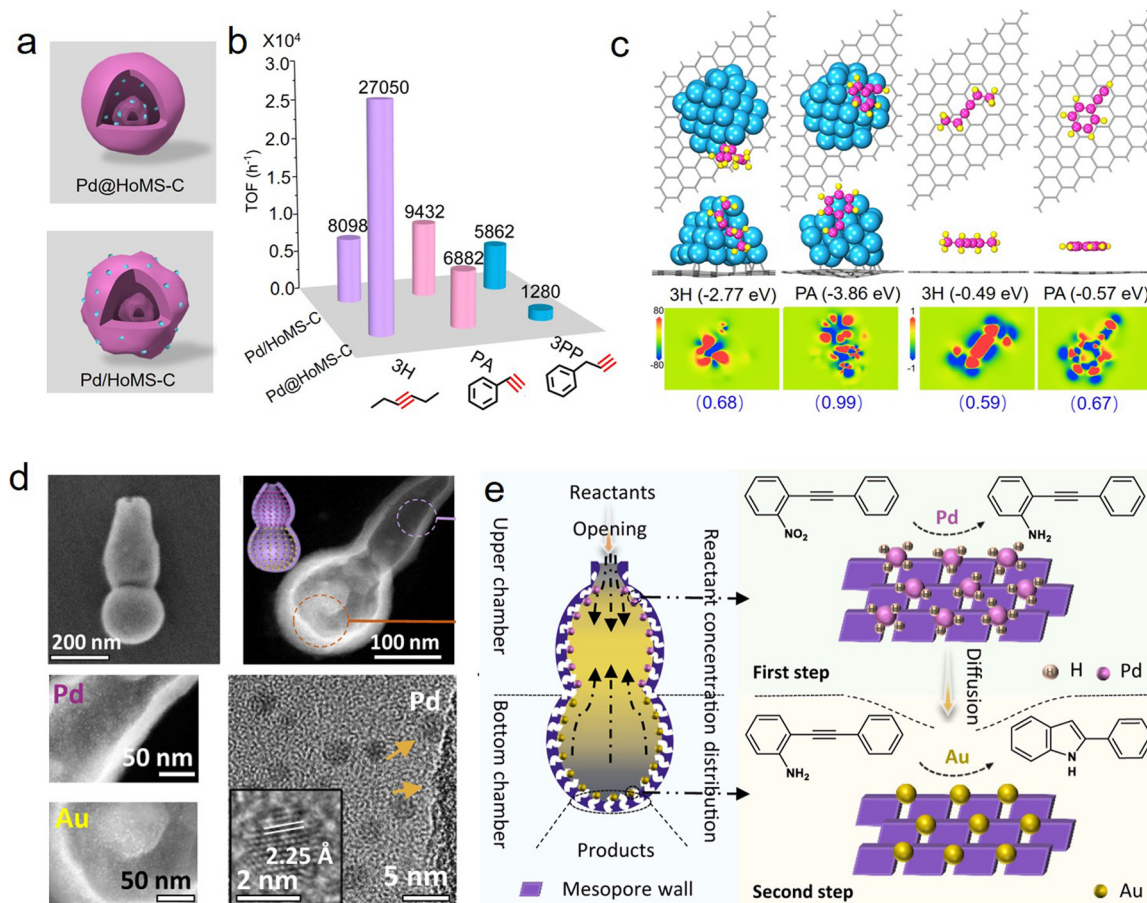 a
Pd@HoMS-C
Pd/HoMS-C
b
X10⁴
TOF (h⁻¹)
3.0
2.5
2.0
1.5
1.0
0.5
0.0
27050
8098
9432
6882
5862
1280
Pd/HoMS-C
Pd@HoMS-C
3H
PA
3PP
c
3H (-2.77 eV)
PA (-3.86 eV)
3H (-0.49 eV)
PA (-0.57 eV)
80
-80
1
-1
(0.68)
(0.99)
(0.59)
(0.67)
d
200 nm
100 nm
Pd
50 nm
Au
50 nm
Pd
2.25 Å
2 nm
5 nm
e
Reactants
Opening
Upper chamber
Bottom chamber
Reactant concentration distribution
Products
Mesopore wall
NO₂
Pd
NH₂
H
H Pd
First step
Diffusion
NH₂
Au
N
H
Second step
Au